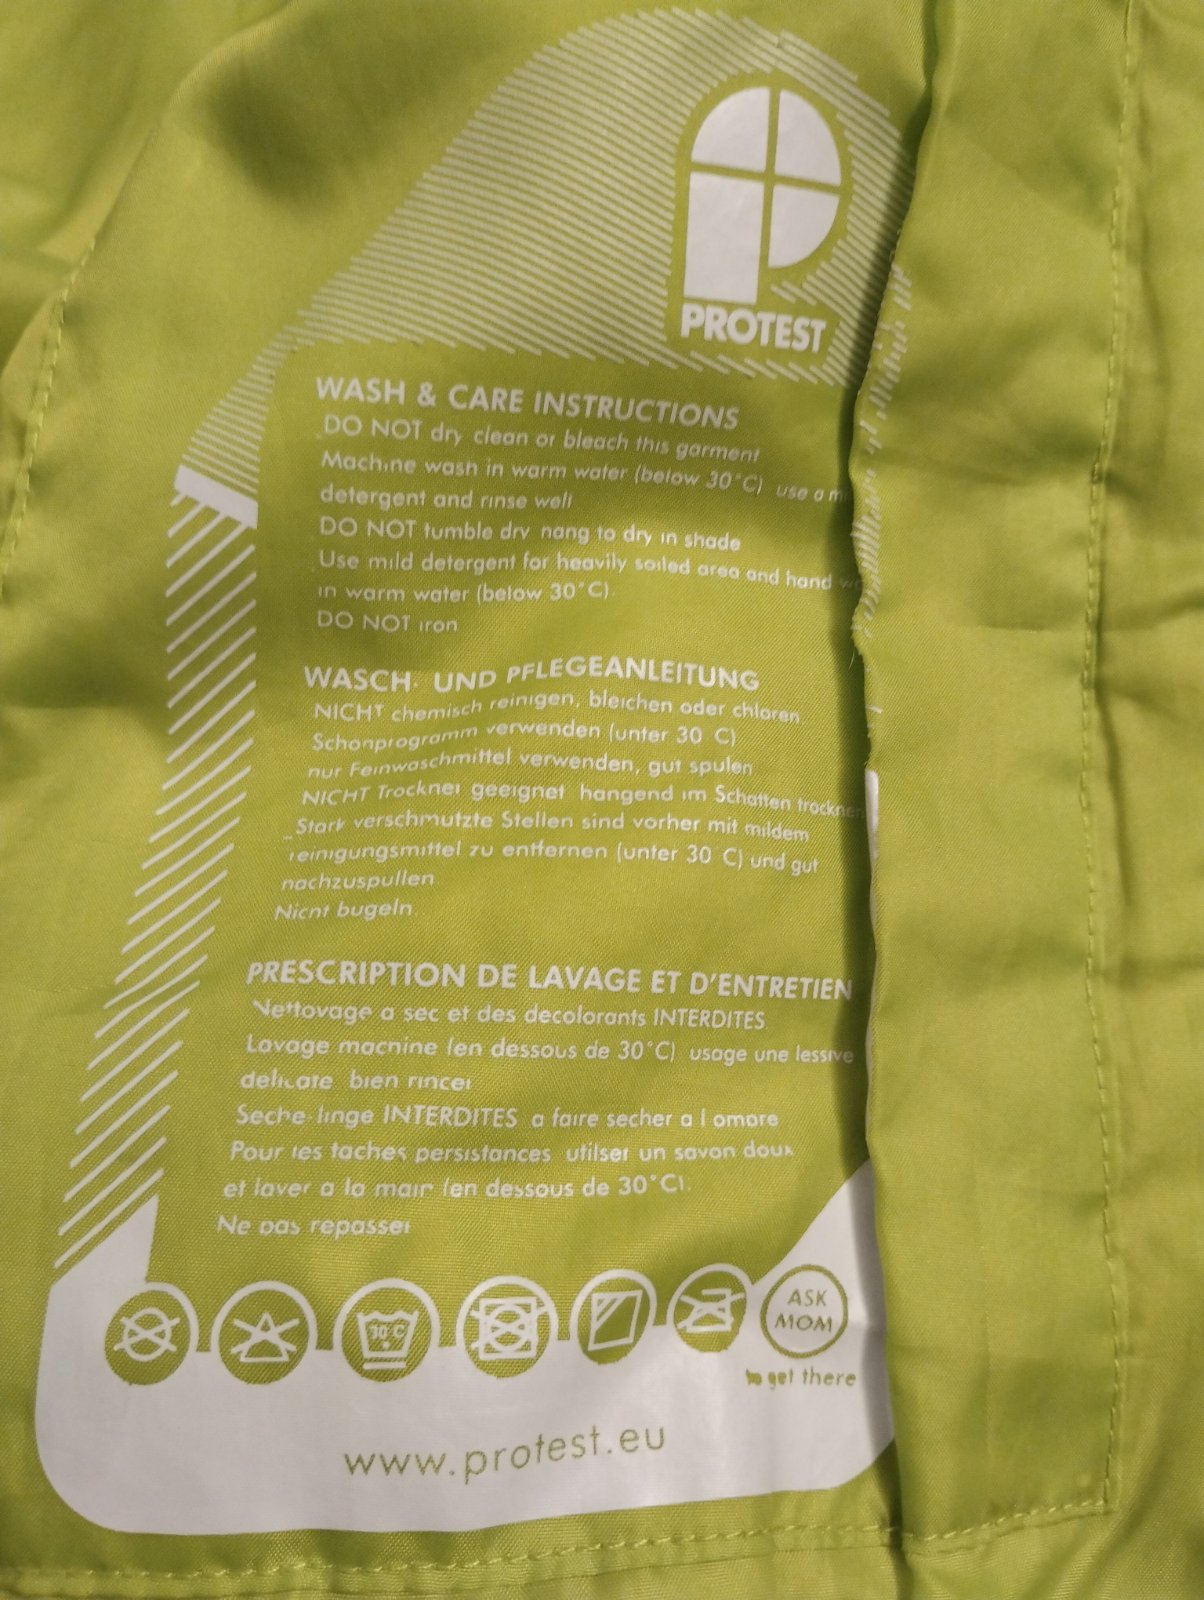 PROTEST
WASH & CARE INSTRUCTIONS
DO NOT dry clean or bleach this garment
Machine wash in warm water (below 30°C) use a
detergent and rinse well
DO NOT tumble dry hang to dry in shade
Use mild detergent for heavily soiled area and hand
in warm water (below 30°C).
DO NOT iron
WASCH- UND PFLEGEANLEITUNG
NICHT chemisch reinigen, bleichen oder chloren
Schonprogramm verwenden (unter 30 C)
nur Feinwaschmittel verwenden, gut spulen
NICHT Trockner geeignet hangend im Schatten trocknen
Stark verschmutzte Stellen sind vorher mit mildem
reinigungsmittel zu entfernen (unter 30 C) und gut
nachzuspullen
Nicht bugeln.
PRESCRIPTION DE LAVAGE ET D'ENTRETIEN
Nettoyage a sec et des decolorants INTERDITES
Lavage machine (en dessous de 30°C) usage une lessive
delicate bien rincer
Seche-linge INTERDITES a faire secher a l ombre
Pour les taches persistances utilser un savon doux
et laver a la main (en dessous de 30°C).
Ne pas repasser
30°C
ASK
MOM
to get there
www.protest.eu